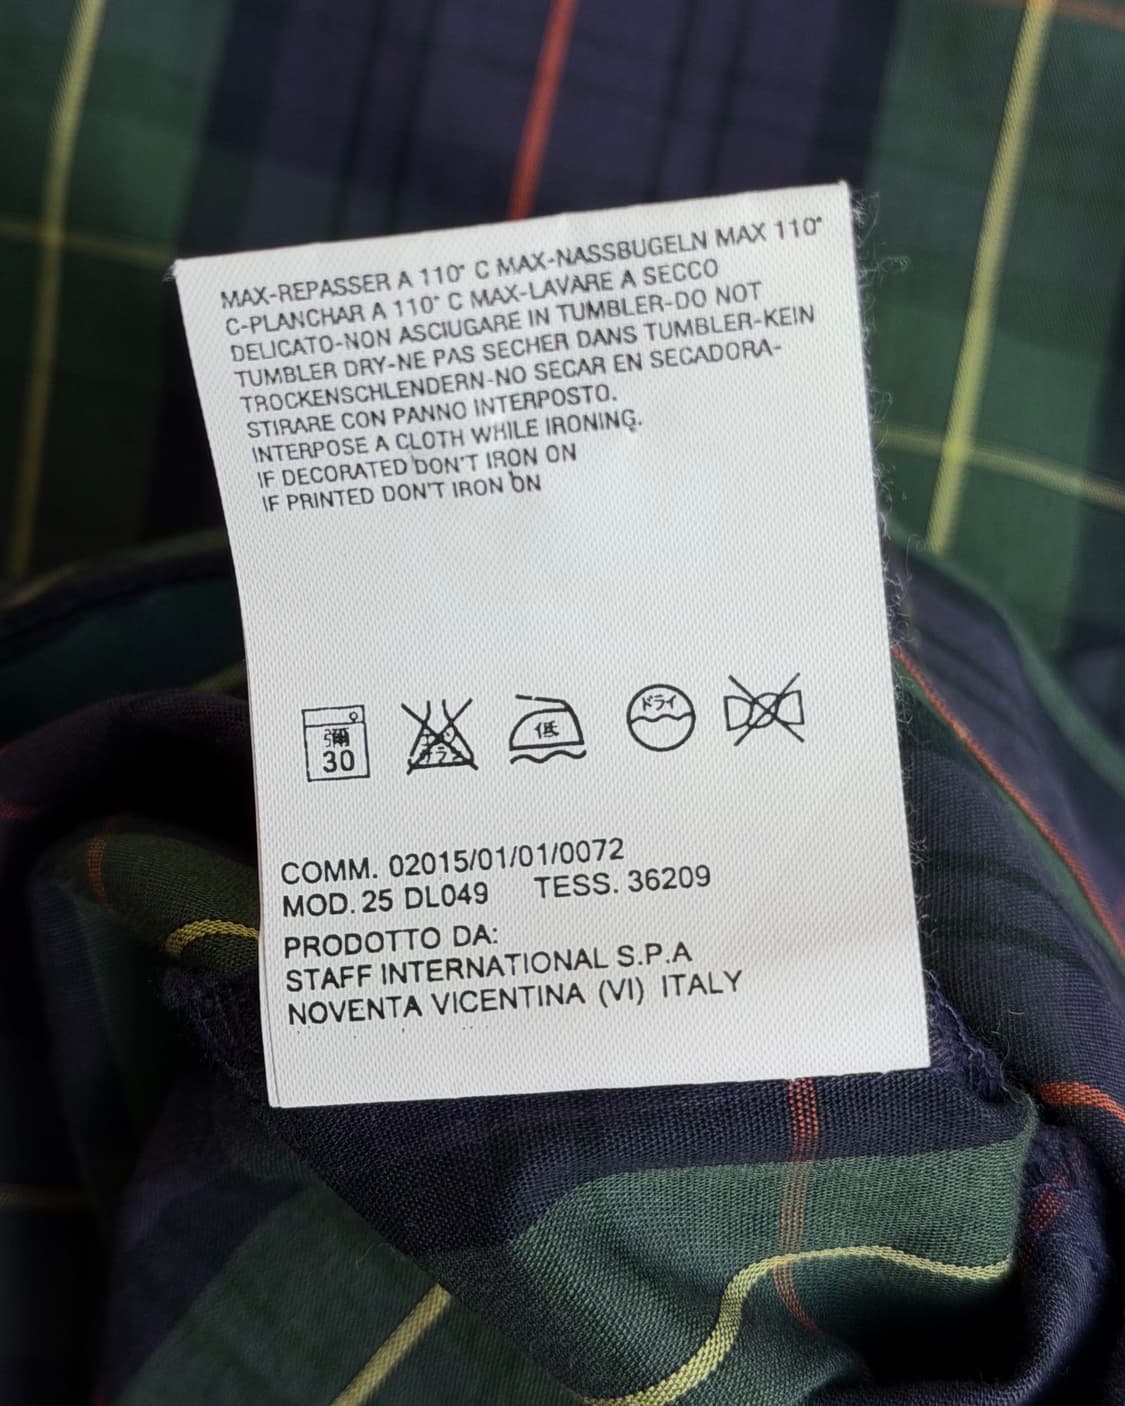 MAX-REPASSER A 110° C MAX-NASSBUGELN MAX 110°
C-PLANCHAR A 110° C MAX-LAVARE A SECCO
DELICATO-NON ASCIUGARE IN TUMBLER-DO NOT
TUMBLER DRY-NE PAS SECHER DANS TUMBLER-KEIN
TROCKENSCHLENDERN-NO SECAR EN SECADORA-
STIRARE CON PANNO INTERPOSTO.
INTERPOSE A CLOTH WHILE IRONING.
IF DECORATED DON'T IRON ON
IF PRINTED DON'T IRON ON
30
低
ドライ
COMM. 02015/01/01/0072
MOD. 25 DL049 TESS. 36209
PRODOTTO DA:
STAFF INTERNATIONAL S.P.A
NOVENTA VICENTINA (VI) ITALY